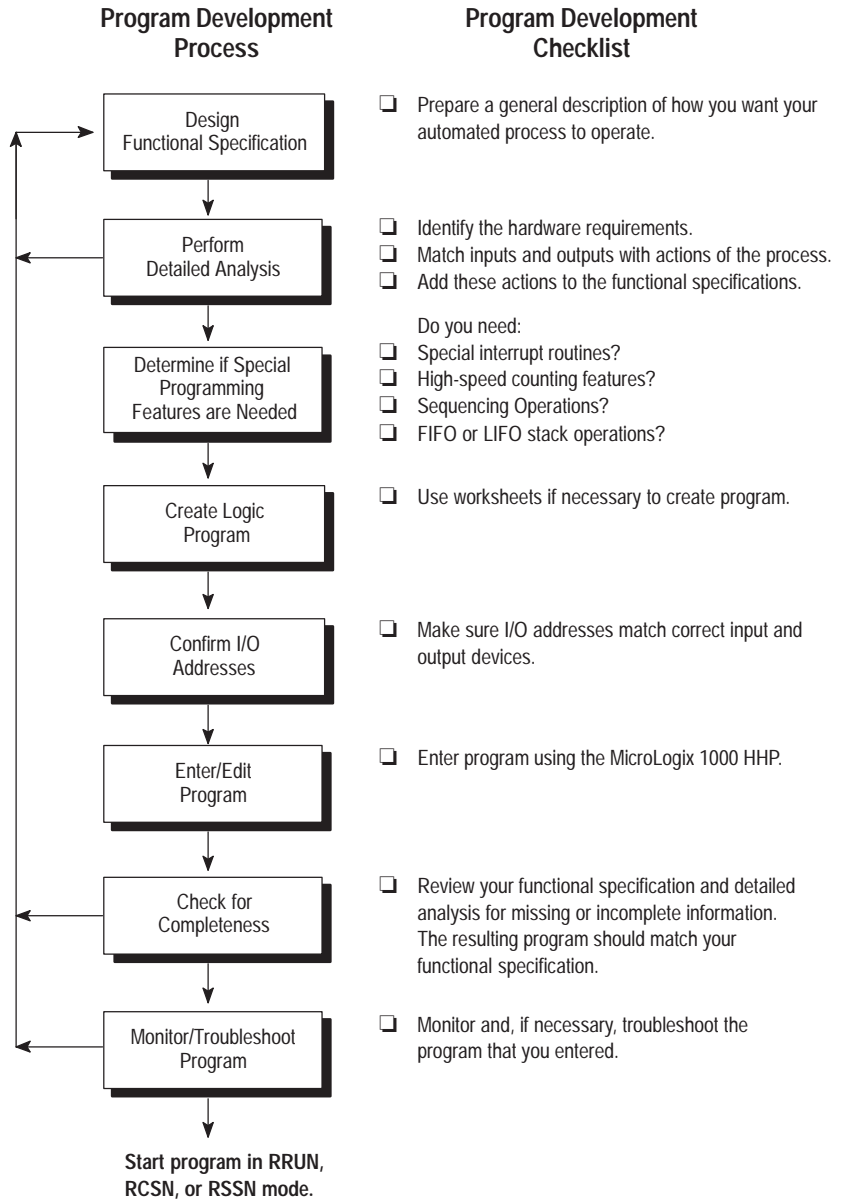 Program Development
Process
Program Development
Checklist
Design
Functional Specification
❏ Prepare a general description of how you want your
automated process to operate.
Perform
Detailed Analysis
❏ Identify the hardware requirements.
❏ Match inputs and outputs with actions of the process.
❏ Add these actions to the functional specifications.
Determine if Special
Programming
Features are Needed
Do you need:
❏ Special interrupt routines?
❏ High-speed counting features?
❏ Sequencing Operations?
❏ FIFO or LIFO stack operations?
Create Logic
Program
❏ Use worksheets if necessary to create program.
Confirm I/O
Addresses
❏ Make sure I/O addresses match correct input and
output devices.
Enter/Edit
Program
❏ Enter program using the MicroLogix 1000 HHP.
Check for
Completeness
❏ Review your functional specification and detailed
analysis for missing or incomplete information.
The resulting program should match your
functional specification.
Monitor/Troubleshoot
Program
❏ Monitor and, if necessary, troubleshoot the
program that you entered.
Start program in RRUN,
RCSN, or RSSN mode.